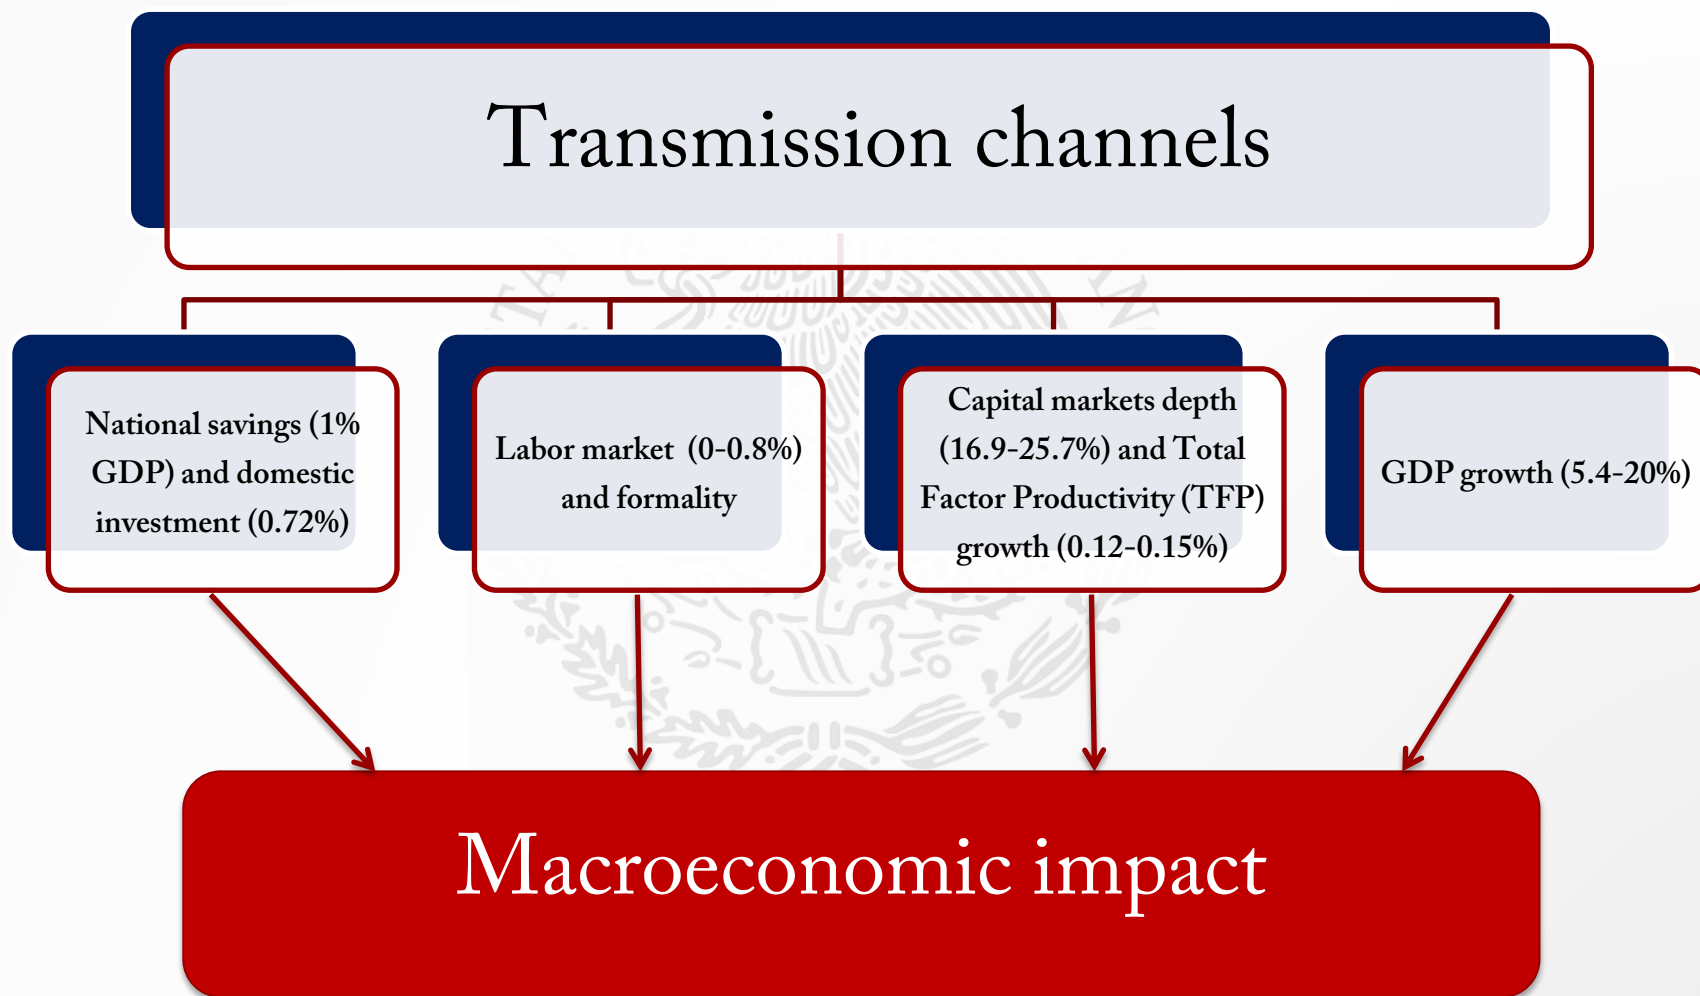 Transmission channels
National savings (1%
GDP) and domestic
investment (0.72%)
Labor market  (0-0.8%)
and formality
Capital markets depth
(16.9-25.7%) and Total
Factor Productivity (TFP)
growth (0.12-0.15%)
GDP growth (5.4-20%)
Macroeconomic impact